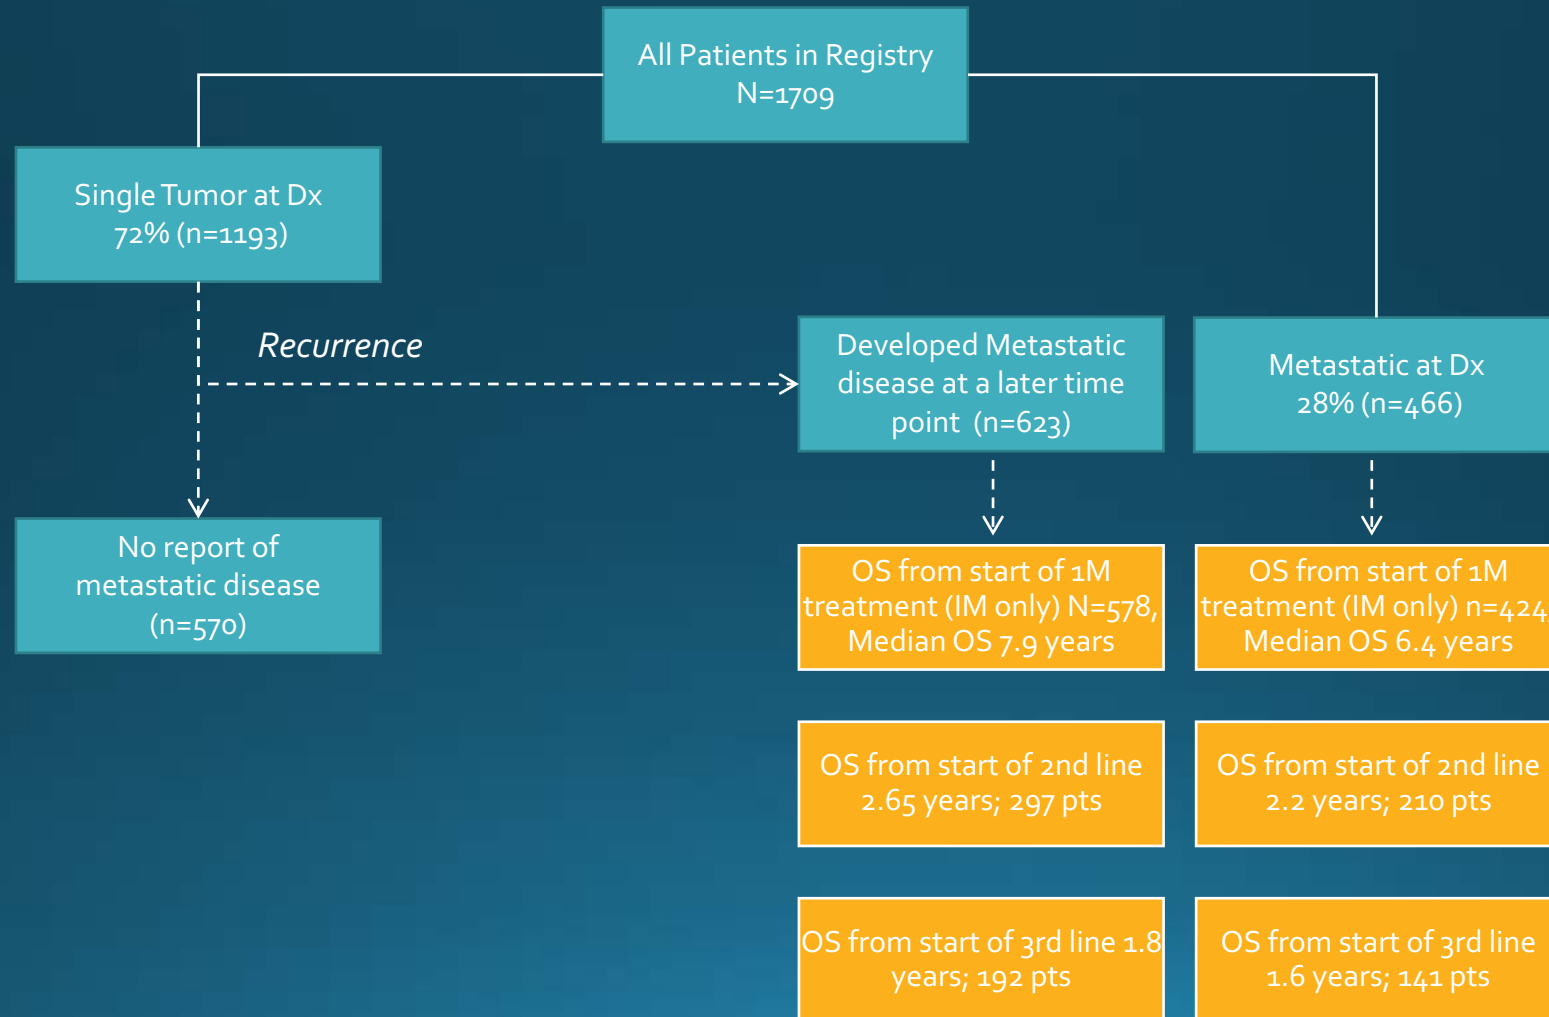 All Patients in Registry
N=1709
Single Tumor at Dx
72% (n=1193)
Recurrence
Developed Metastatic
disease at a later time
point (n=623)
Metastatic at Dx
28% (n=466)
No report of
metastatic disease
(n=570)
OS from start of 1M
treatment (IM only) N=578,
Median OS 7.9 years
OS from start of 1M
treatment (IM only) n=424,
Median OS 6.4 years
OS from start of 2nd line
2.65 years; 297 pts
OS from start of 2nd line
2.2 years; 210 pts
OS from start of 3rd line 1.8
years; 192 pts
OS from start of 3rd line
1.6 years; 141 pts